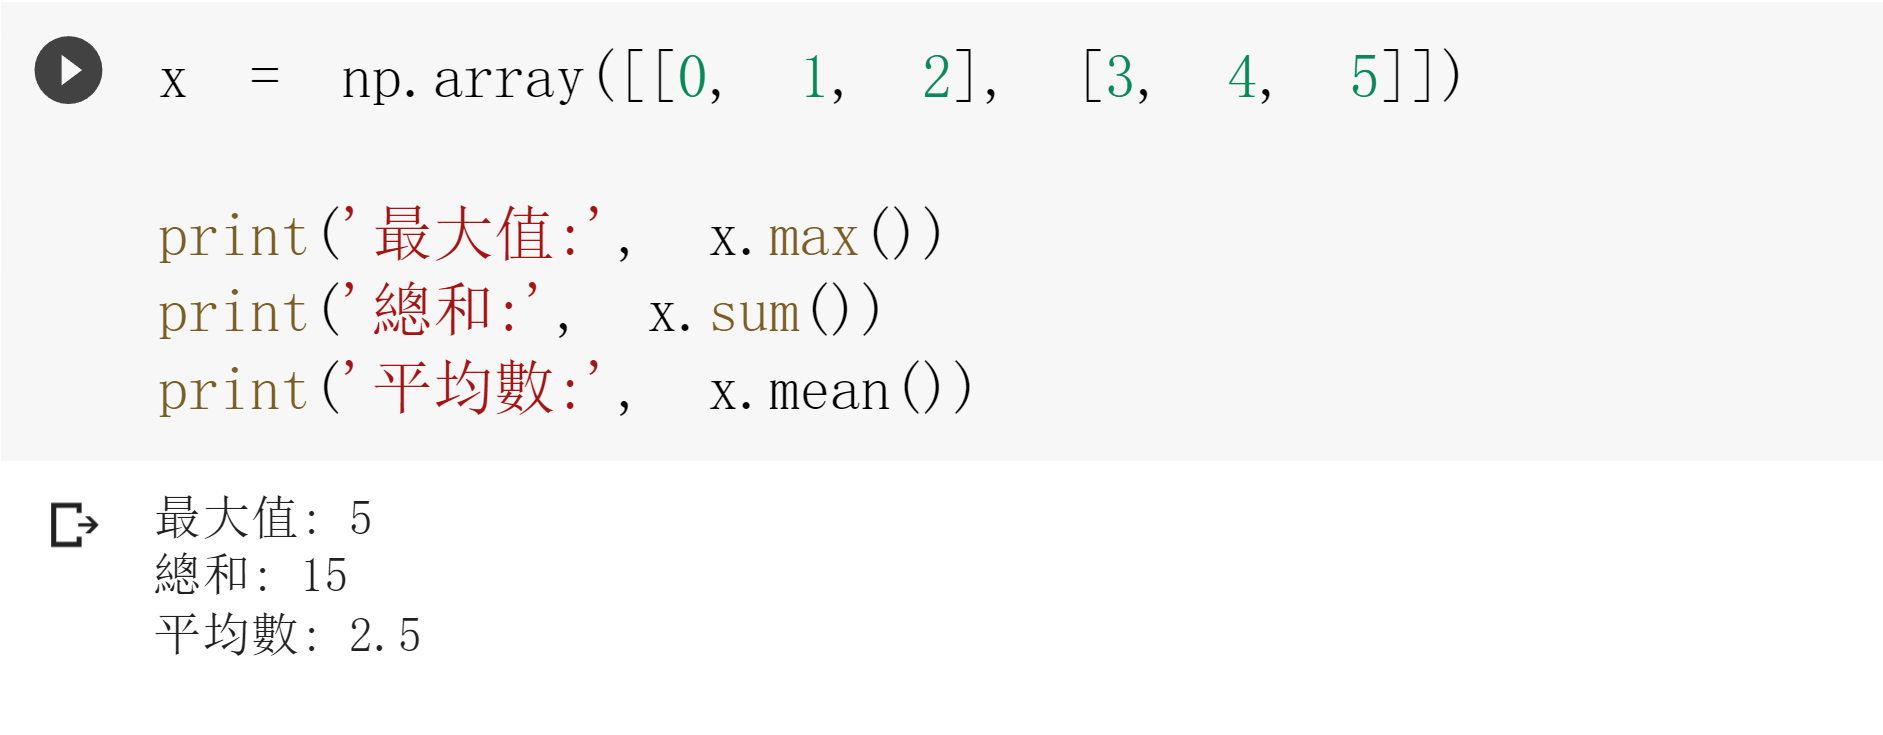 x = np.array([[0, 1, 2], [3, 4, 5]])
print('最大值:', x.max())
print('總和:', x.sum())
print('平均數:', x.mean())
最大值: 5
總和: 15
平均數: 2.5